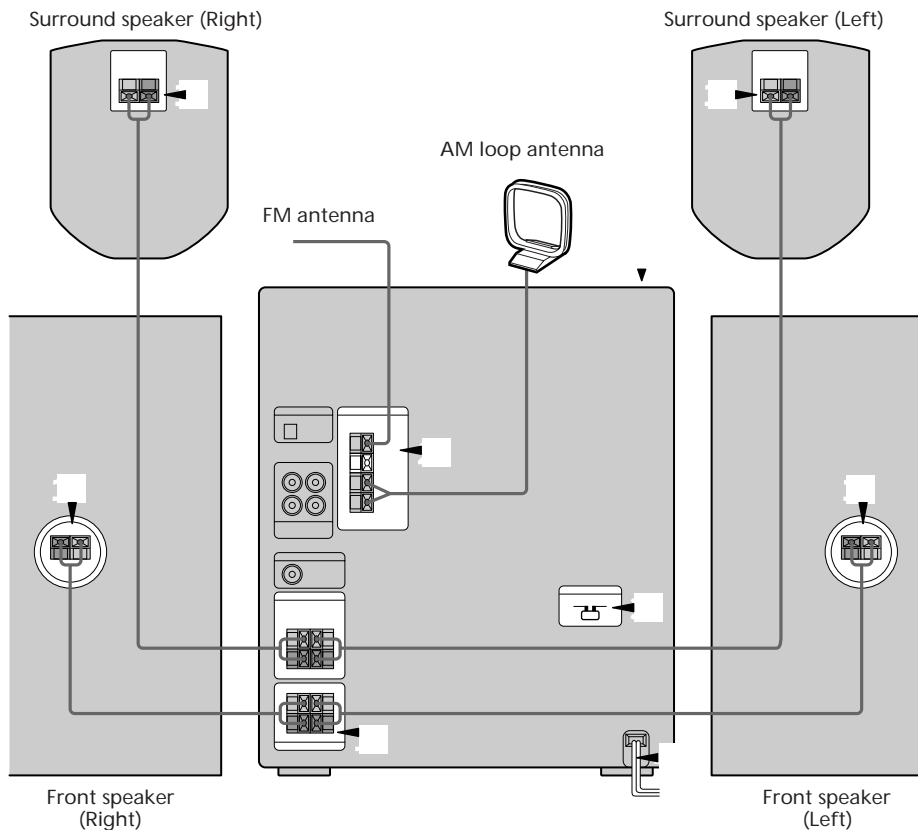 Surround speaker (Right)
Surround speaker (Left)
AM loop antenna
FM antenna
Front speaker
(Right)
Front speaker
(Left)